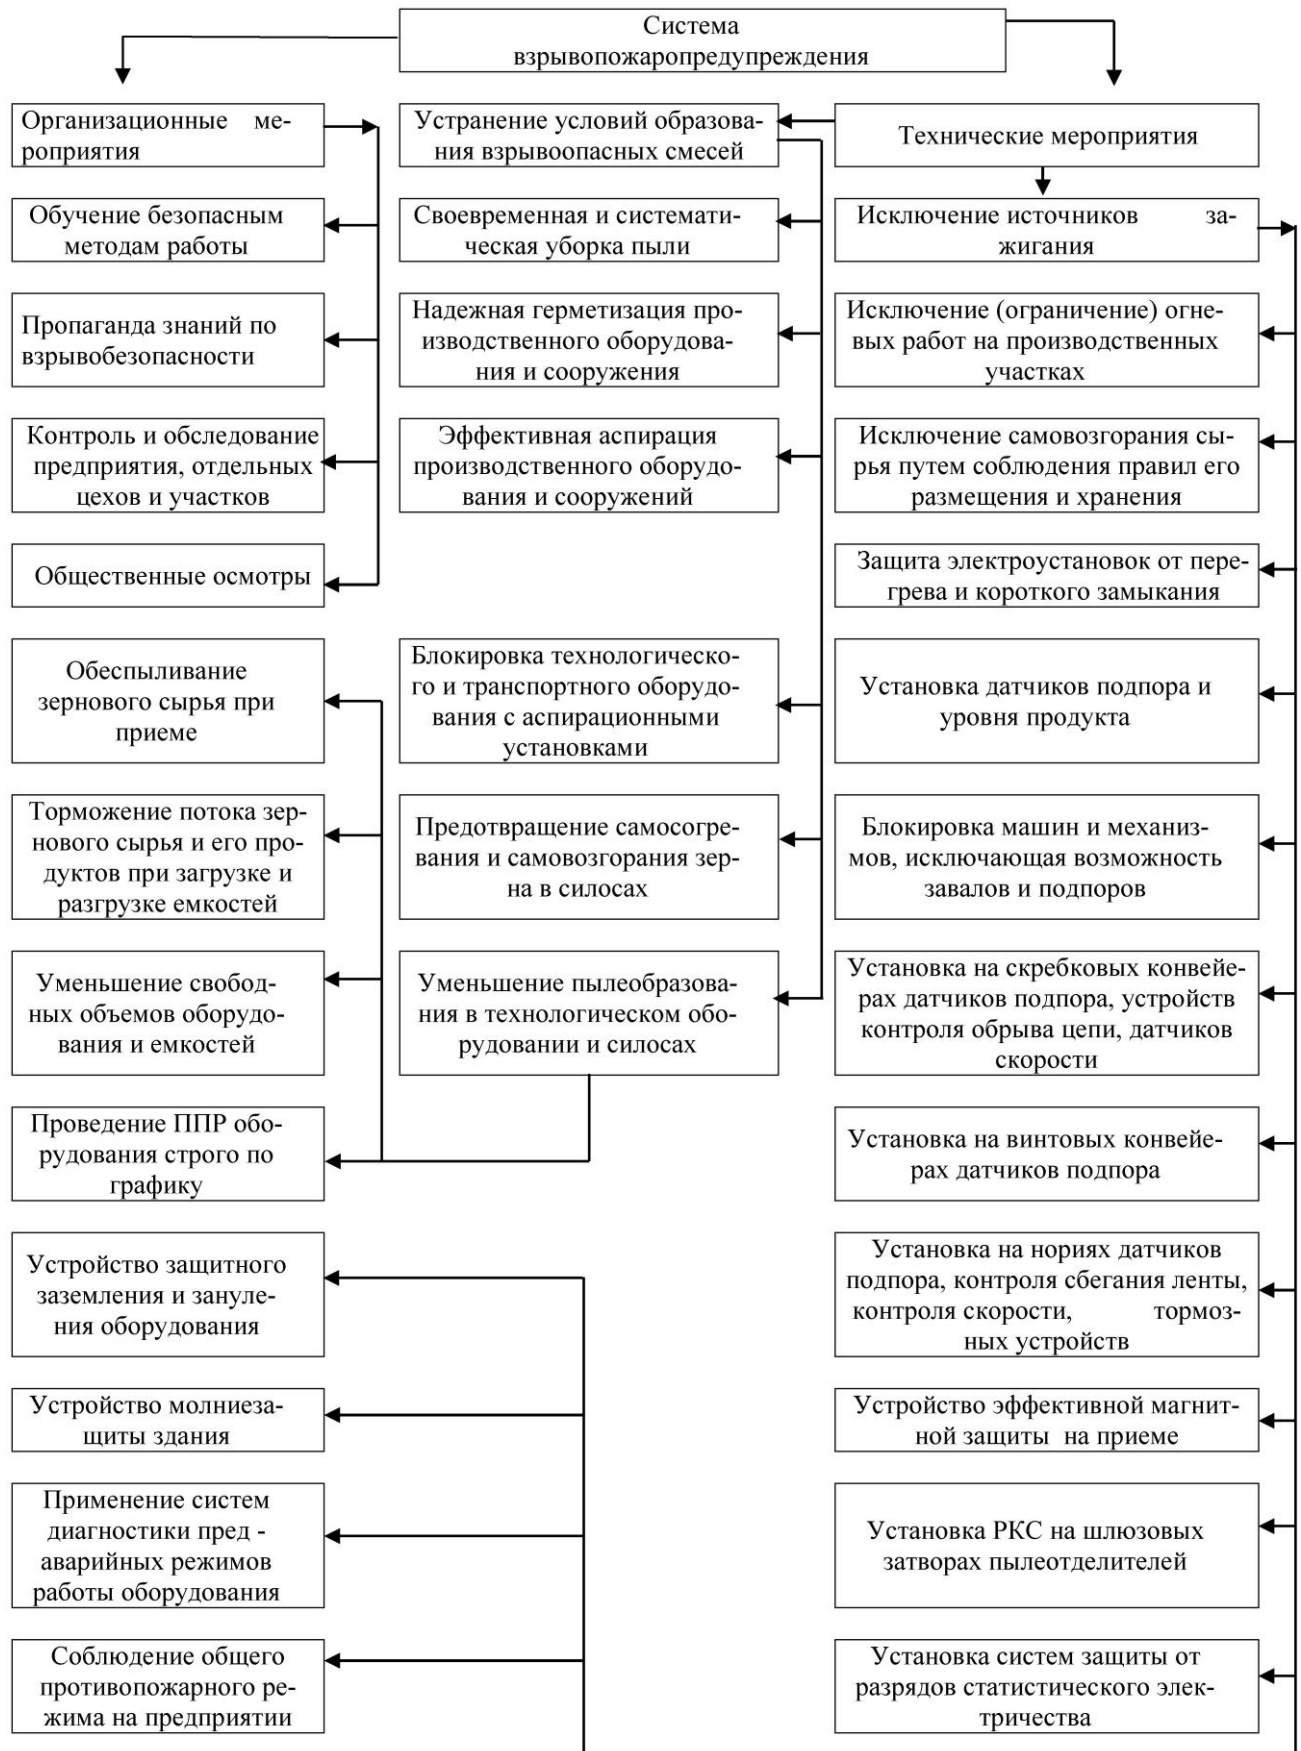 Система
взрывопожаропредупреждения
Организационные ме-
роприятия
Устранение условий образова-
ния взрывоопасных смесей
Технические мероприятия
Обучение безопасным
методам работы
Своевременная и системати-
ческая уборка пыли
Исключение источников за-
жигания
Пропаганда знаний по
взрывобезопасности
Надежная герметизация про-
изводственного оборудова-
ния и сооружения
Исключение (ограничение) огне-
вых работ на производственных
участках
Контроль и обследование
предприятия, отдельных
цехов и участков
Эффективная аспирация
производственного оборудо-
вания и сооружений
Исключение самовозгорания сы-
рья путем соблюдения правил его
размещения и хранения
Общественные осмотры
Защита электроустановок от пере-
грева и короткого замыкания
Обеспыливание
зернового сырья при
приеме
Блокировка технологическо-
го и транспортного оборудо-
вания с аспирационными
установками
Установка датчиков подпора и
уровня продукта
Торможение потока зер-
нового сырья и его про-
дуктов при загрузке и
разгрузке емкостей
Предотвращение самосогре-
вания и самовозгорания зер-
на в силосах
Блокировка машин и механиз-
мов, исключающая возможность
завалов и подпоров
Уменьшение свобод-
ных объемов оборудо-
вания и емкостей
Уменьшение пылеобразова-
ния в технологическом обо-
рудовании и силосах
Установка на скребковых конвейе-
рах датчиков подпора, устройств
контроля обрыва цепи, датчиков
скорости
Проведение ППР обо-
рудования строго по
графику
Установка на винтовых конвейе-
рах датчиков подпора
Устройство защитного
заземления и зануле-
ния оборудования
Установка на нориях датчиков
подпора, контроля сбегания ленты,
контроля скорости, тормоз-
ных устройств
Устройство молниеза-
щиты здания
Устройство эффективной магнит-
ной защиты на приеме
Применение систем
диагностики пред -
аварийных режимов
работы оборудования
Установка РКС на шлюзовых
затворах пылеотделителей
Соблюдение общего
противопожарного ре-
жима на предприятии
Установка систем защиты от
разрядов статистического элек-
тричества